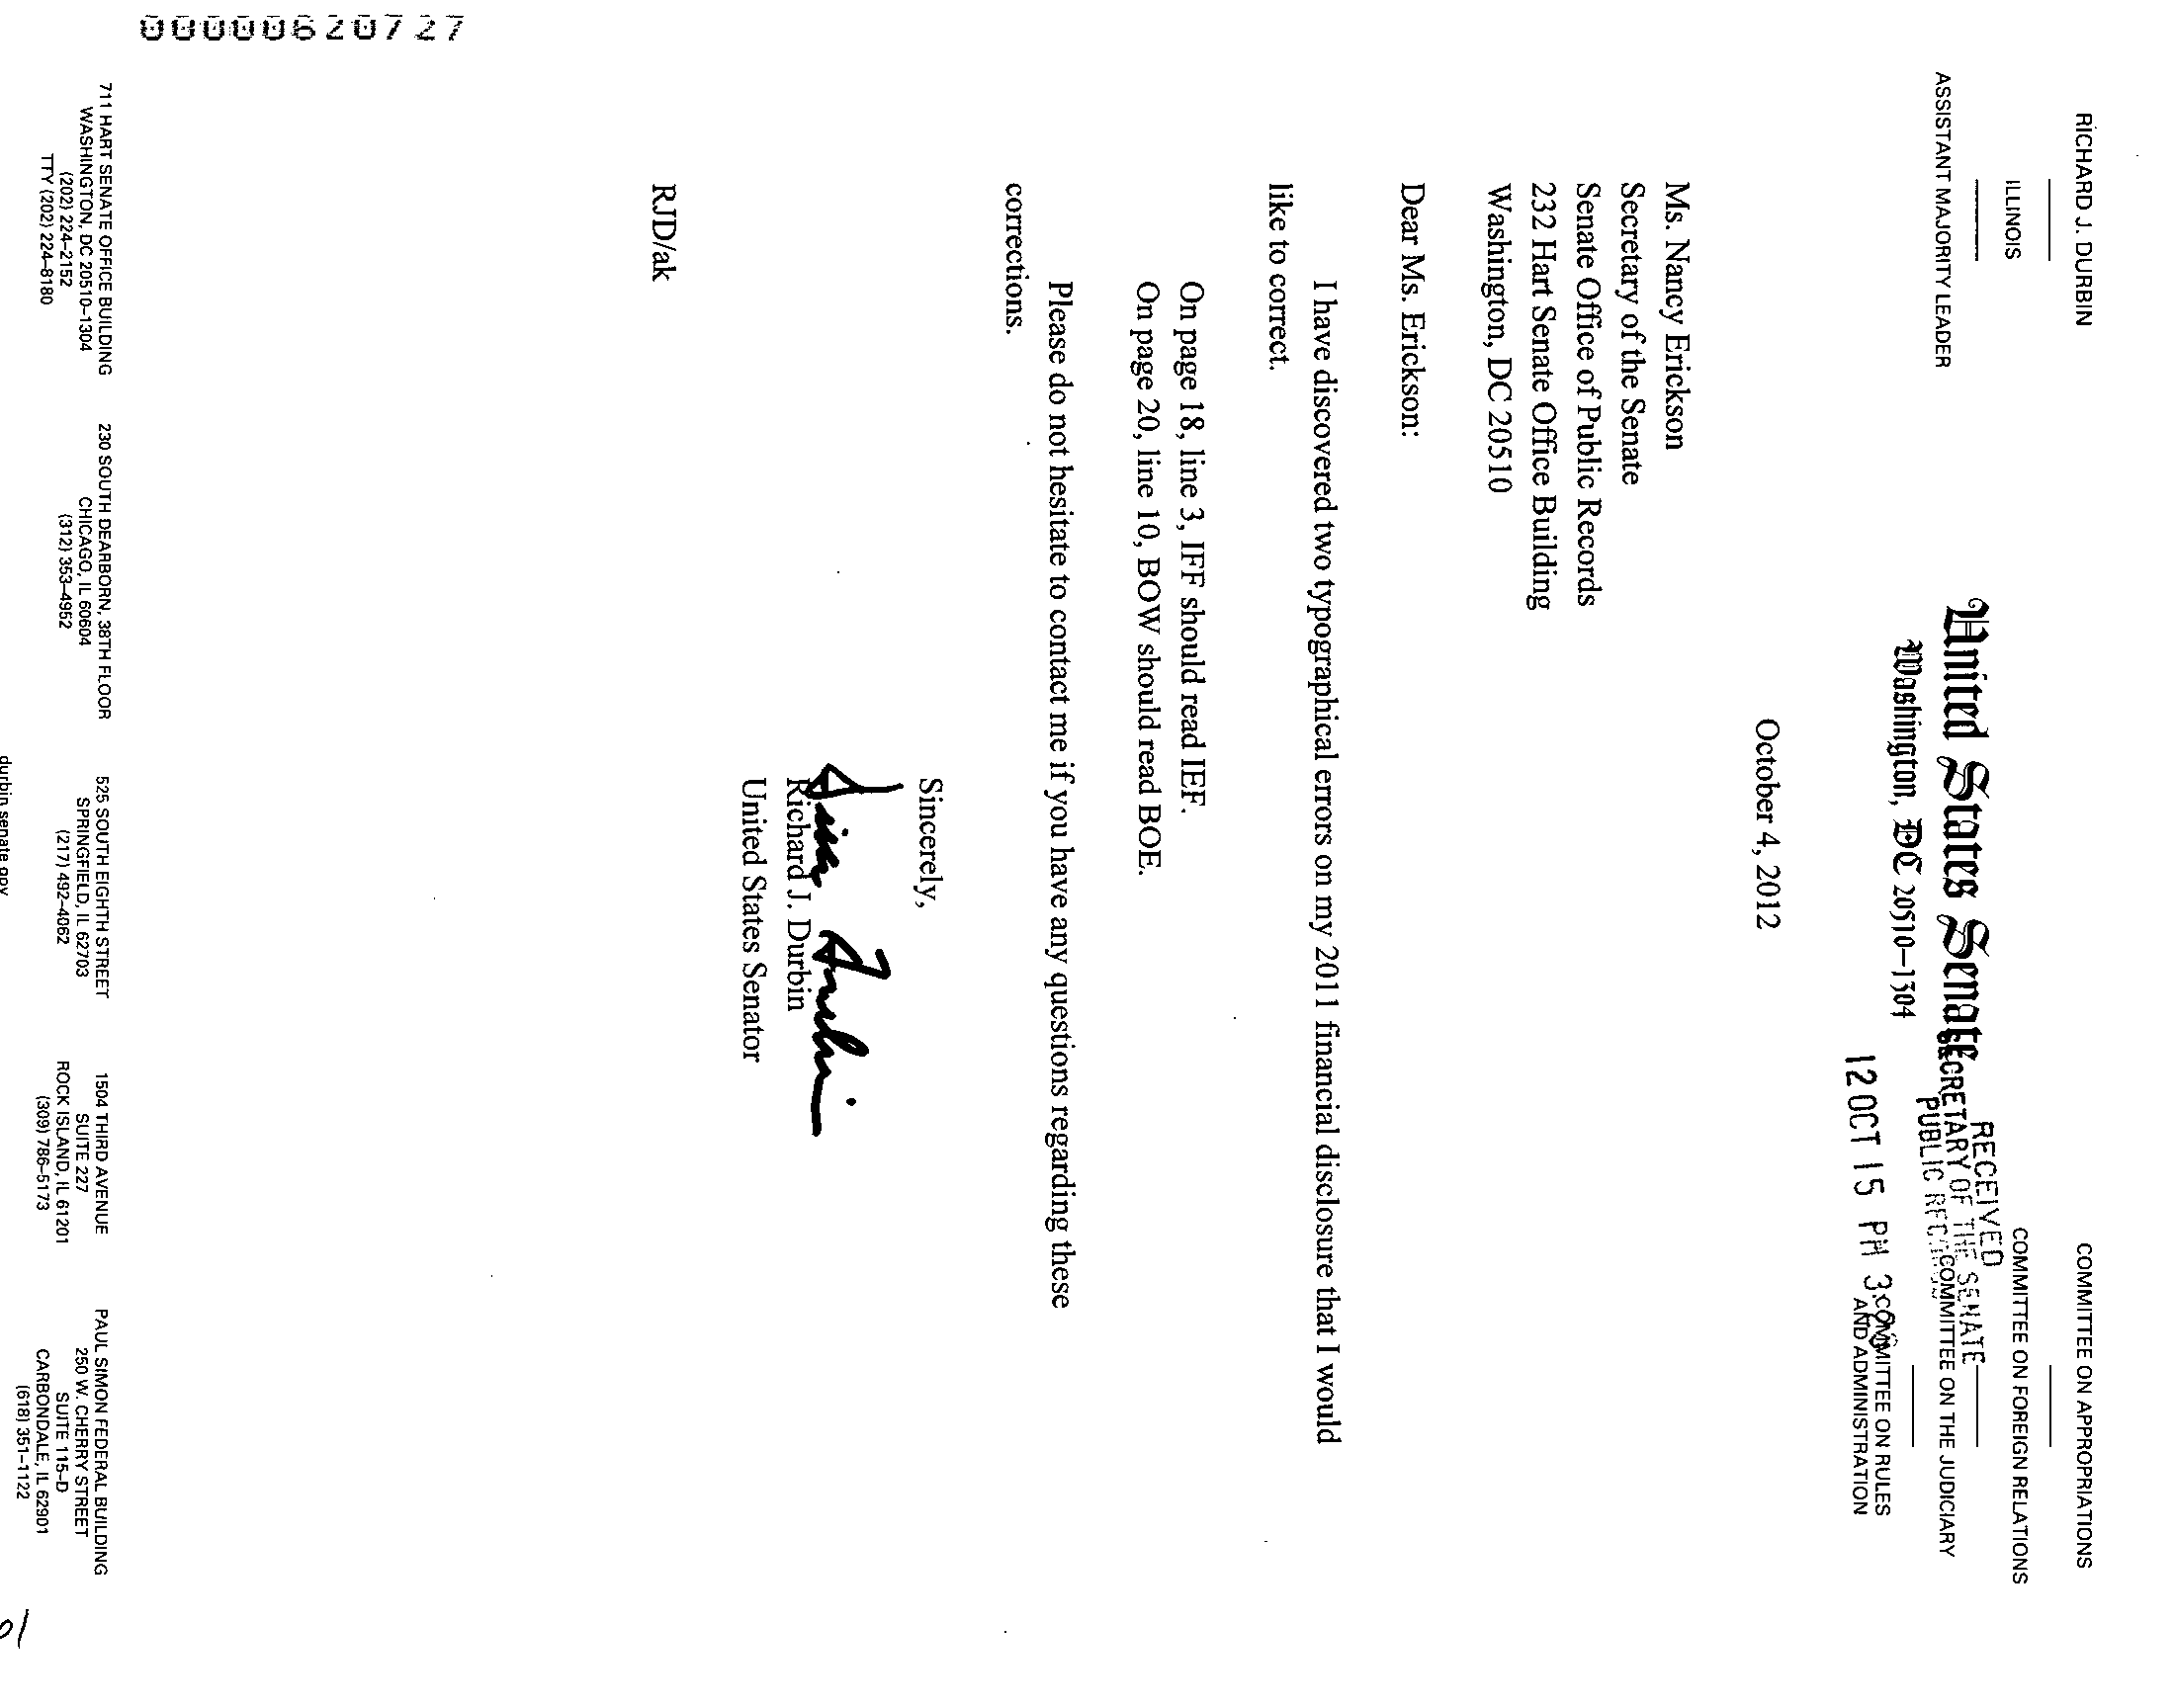 RICHARD J. DURBIN
ILLINOIS
ASSISTANT MAJORITY LEADER
COMMITTEE ON APPROPRIATIONS
COMMITTEE ON FOREIGN RELATIONS
COMMITTEE ON THE JUDICIARY
COMMITTEE ON RULES
AND ADMINISTRATION
United States Senate
Washington, DC 20510-1304
RECEIVED
SECRETARY OF THE SENATE
PUBLIC
12 OCT 15 PM 3:
October 4, 2012
Ms. Nancy Erickson
Secretary of the Senate
Senate Office of Public Records
232 Hart Senate Office Building
Washington, DC 20510
Dear Ms. Erickson:
I have discovered two typographical errors on my 2011 financial disclosure that I would
like to correct.
On page 18, line 3, IFF should read IEF.
On page 20, line 10, BOW should read BOE.
Please do not hesitate to contact me if you have any questions regarding these
corrections.
Sincerely,
Richard J. Durbin
United States Senator
RJD/ak
711 HART SENATE OFFICE BUILDING
WASHINGTON, DC 20510-1304
(202) 224-2152
TTY (202) 224-8180
230 SOUTH DEARBORN, 38TH FLOOR
CHICAGO, IL 60604
(312) 353-4952
525 SOUTH EIGHTH STREET
SPRINGFIELD, IL 62703
(217) 492-4062
1504 THIRD AVENUE
SUITE 227
ROCK ISLAND, IL 61201
(309) 786-5173
PAUL SIMON FEDERAL BUILDING
250 W. CHERRY STREET
SUITE 115-D
CARBONDALE, IL 62901
(618) 351-1122
durbin senate gov
00000620727